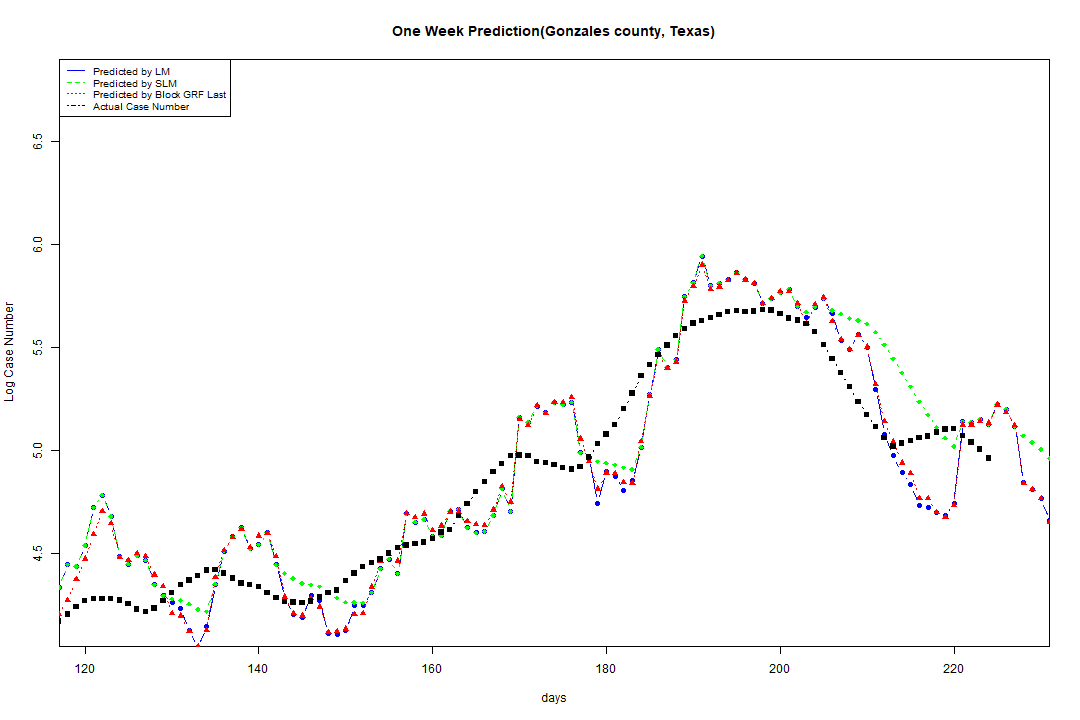 One Week Prediction(Gonzales county, Texas)
Predicted by LM
Predicted by SLM
Predicted by Block GRF Last
Actual Case Number
6.5
6.0
5.5
5.0
4.5
Log Case Number
120 140 160 180 200 220
days